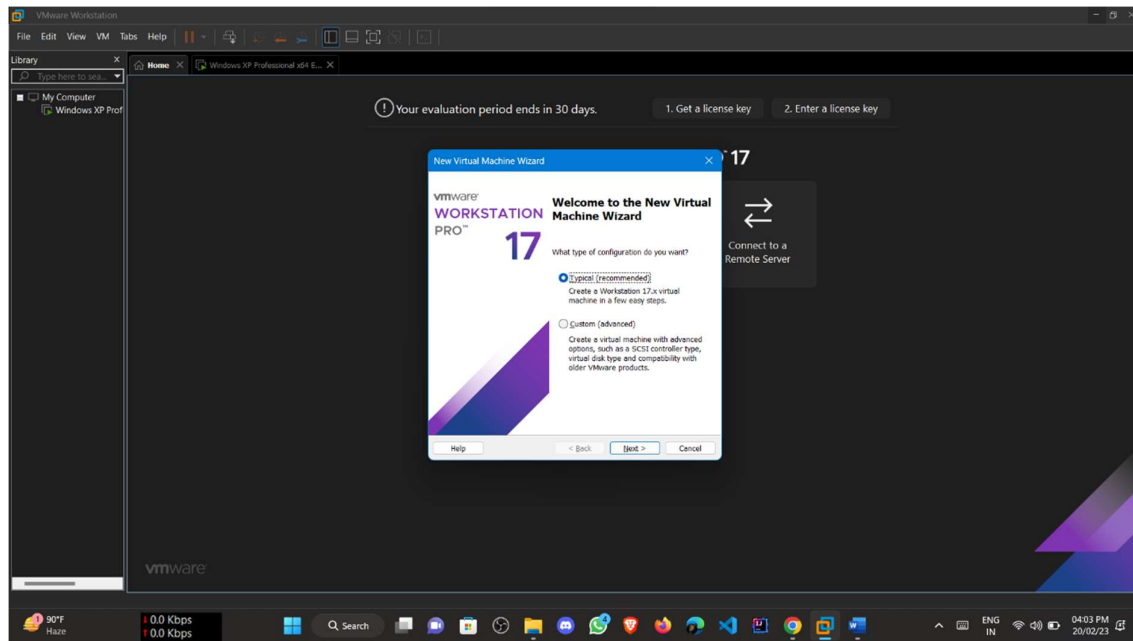 VMware Workstation
File Edit View VM Tabs Help
Library X
Type here to sea...
Home
Windows XP Professional x64 E...
My Computer
Windows XP Prof
Your evaluation period ends in 30 days.
1. Get a license key
2. Enter a license key
17
New Virtual Machine Wizard
vmware
WORKSTATION
PRO™
17
Welcome to the New Virtual
Machine Wizard
What type of configuration do you want?
Typical (recommended)
Create a Workstation 17.x virtual
machine in a few easy steps.
Custom (advanced)
Create a virtual machine with advanced
options, such as a SCSI controller type,
virtual disk type and compatibility with
older VMware products.
Help
< Back
Next >
Cancel
Connect to a
Remote Server
vmware
90°F
Haze
0.0 Kbps
0.0 Kbps
Search
ENG
IN
04:03 PM
20/02/23